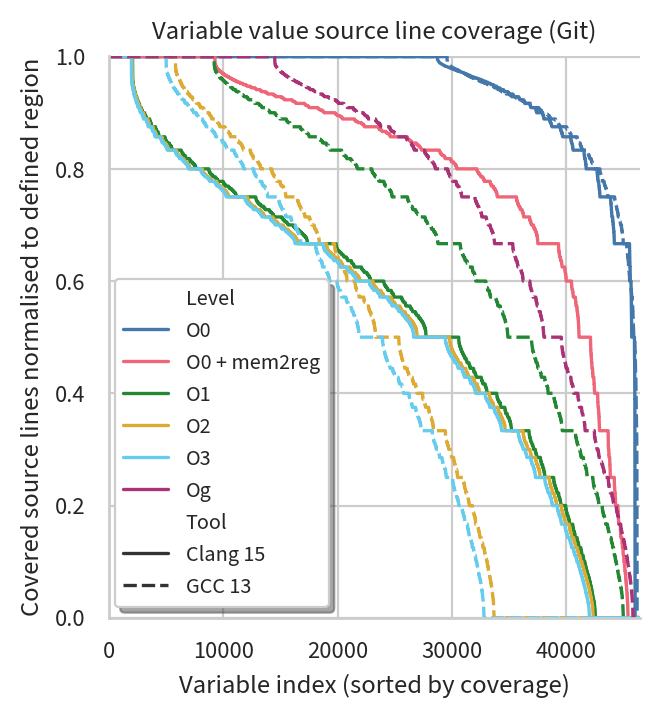 Variable value source line coverage (Git)
Covered source lines normalised to defined region
1.0
0.8
0.6
0.4
0.2
0.0
Level
O0
O0 + mem2reg
O1
O2
O3
Og
Tool
Clang 15
GCC 13
0 10000 20000 30000 40000
Variable index (sorted by coverage)